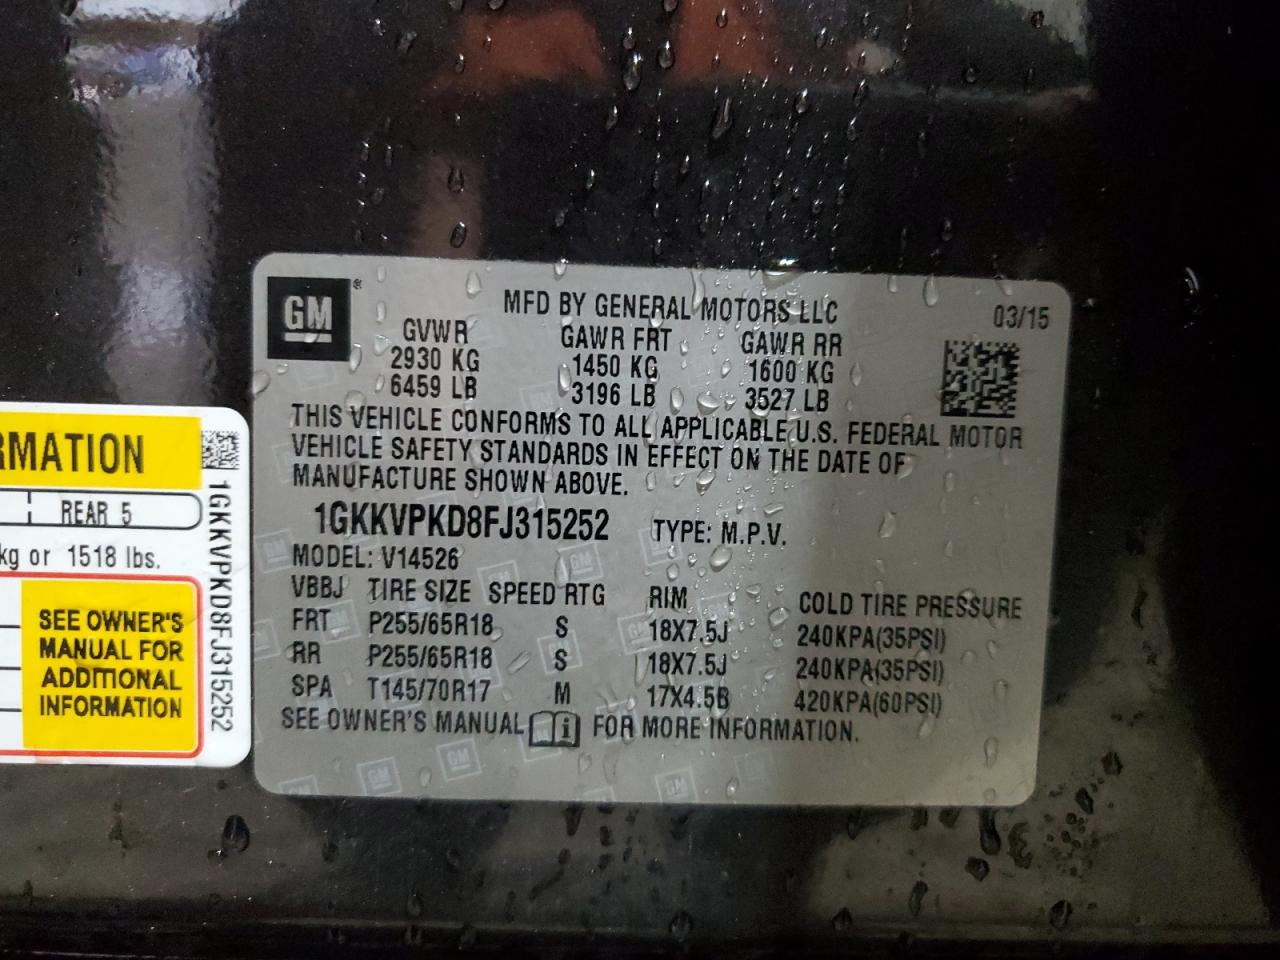 GM ®
MFD BY GENERAL MOTORS LLC 03/15
GVWR GAWR FRT GAWR RR
2930 KG 1450 KG 1600 KG
6459 LB 3196 LB 3527 LB
THIS VEHICLE CONFORMS TO ALL APPLICABLE U.S. FEDERAL MOTOR
VEHICLE SAFETY STANDARDS IN EFFECT ON THE DATE OF
MANUFACTURE SHOWN ABOVE.
1GKKVPKD8FJ315252 TYPE: M.P.V.
MODEL: V14526
VBBJ TIRE SIZE SPEED RTG RIM COLD TIRE PRESSURE
FRT P255/65R18 S 18X7.5J 240KPA(35PSI)
RR P255/65R18 S 18X7.5J 240KPA(35PSI)
SPA T145/70R17 M 17X4.5B 420KPA(60PSI)
SEE OWNER'S MANUAL FOR MORE INFORMATION.
RMATION
REAR 5
kg or 1518 lbs.
SEE OWNER'S
MANUAL FOR
ADDITIONAL
INFORMATION
1GKKVPKD8FJ315252